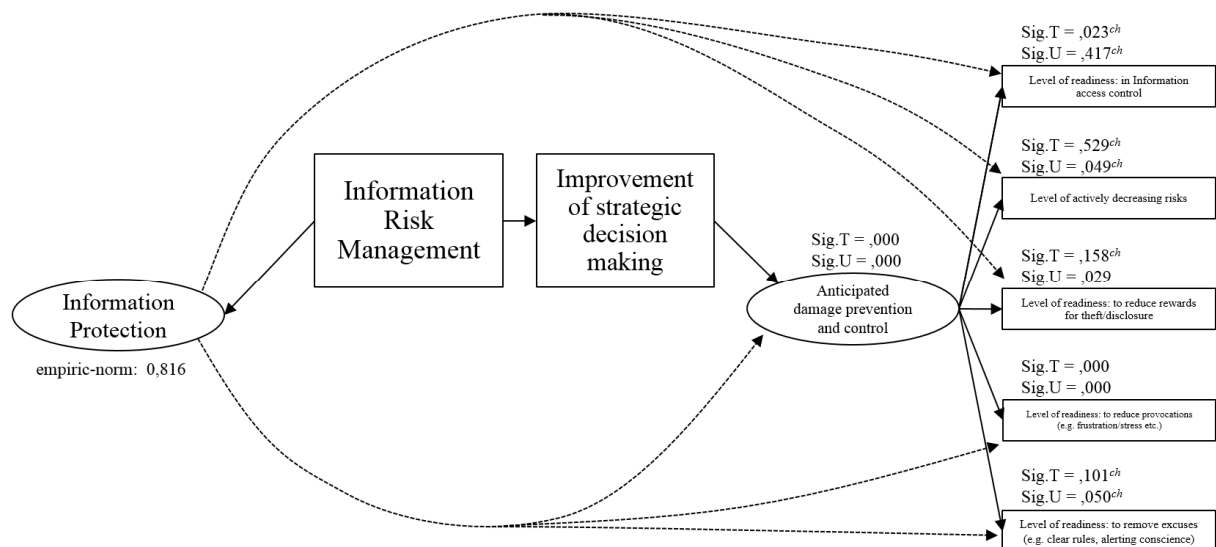 Sig.T = ,023ch
Sig.U = ,417ch
Level of readiness: in Information
access control
Sig.T = ,529ch
Sig.U = ,049ch
Level of actively decreasing risks
Information
Risk
Management
Improvement
of strategic
decision
making
Sig.T = ,000
Sig.U = ,000
Anticipated
damage prevention
and control
Sig.T = ,158ch
Sig.U = ,029
Level of readiness: to reduce rewards
for theft/disclosure
Information
Protection
empiric-norm: 0,816
Sig.T = ,000
Sig.U = ,000
Level of readiness: to reduce provocations
(e.g. frustration/stress etc.)
Sig.T = ,101ch
Sig.U = ,050ch
Level of readiness: to remove excuses
(e.g. clear rules, alerting conscience)